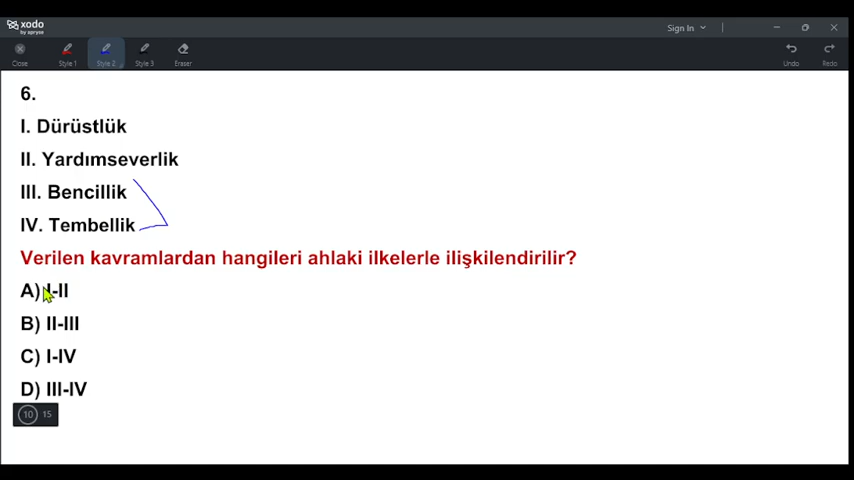 xodo
by apryse
Sign In
Close
Style 1
Style 2
Style 3
Eraser
Undo
Redo
6.
I. Dürüstlük
II. Yardımseverlik
III. Bencillik
IV. Tembellik
Verilen kavramlardan hangileri ahlaki ilkelerle ilişkilendirilir?
A) I-II
B) II-III
C) I-IV
D) III-IV
10 15